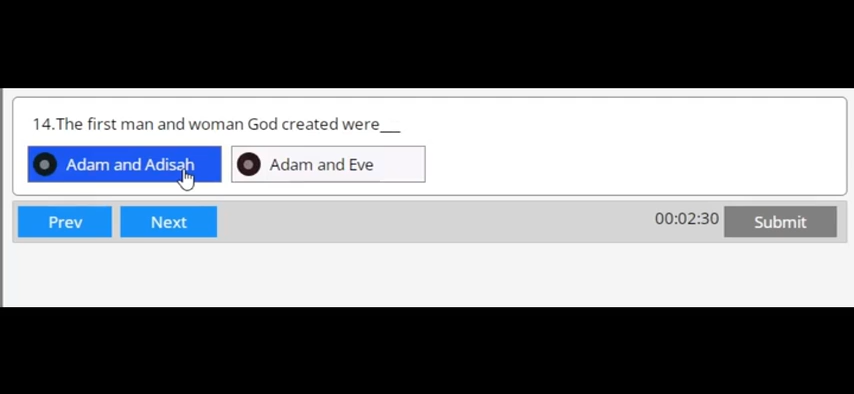 14.The first man and woman God created were___
Adam and Adisah
Adam and Eve
Prev
Next
00:02:30
Submit